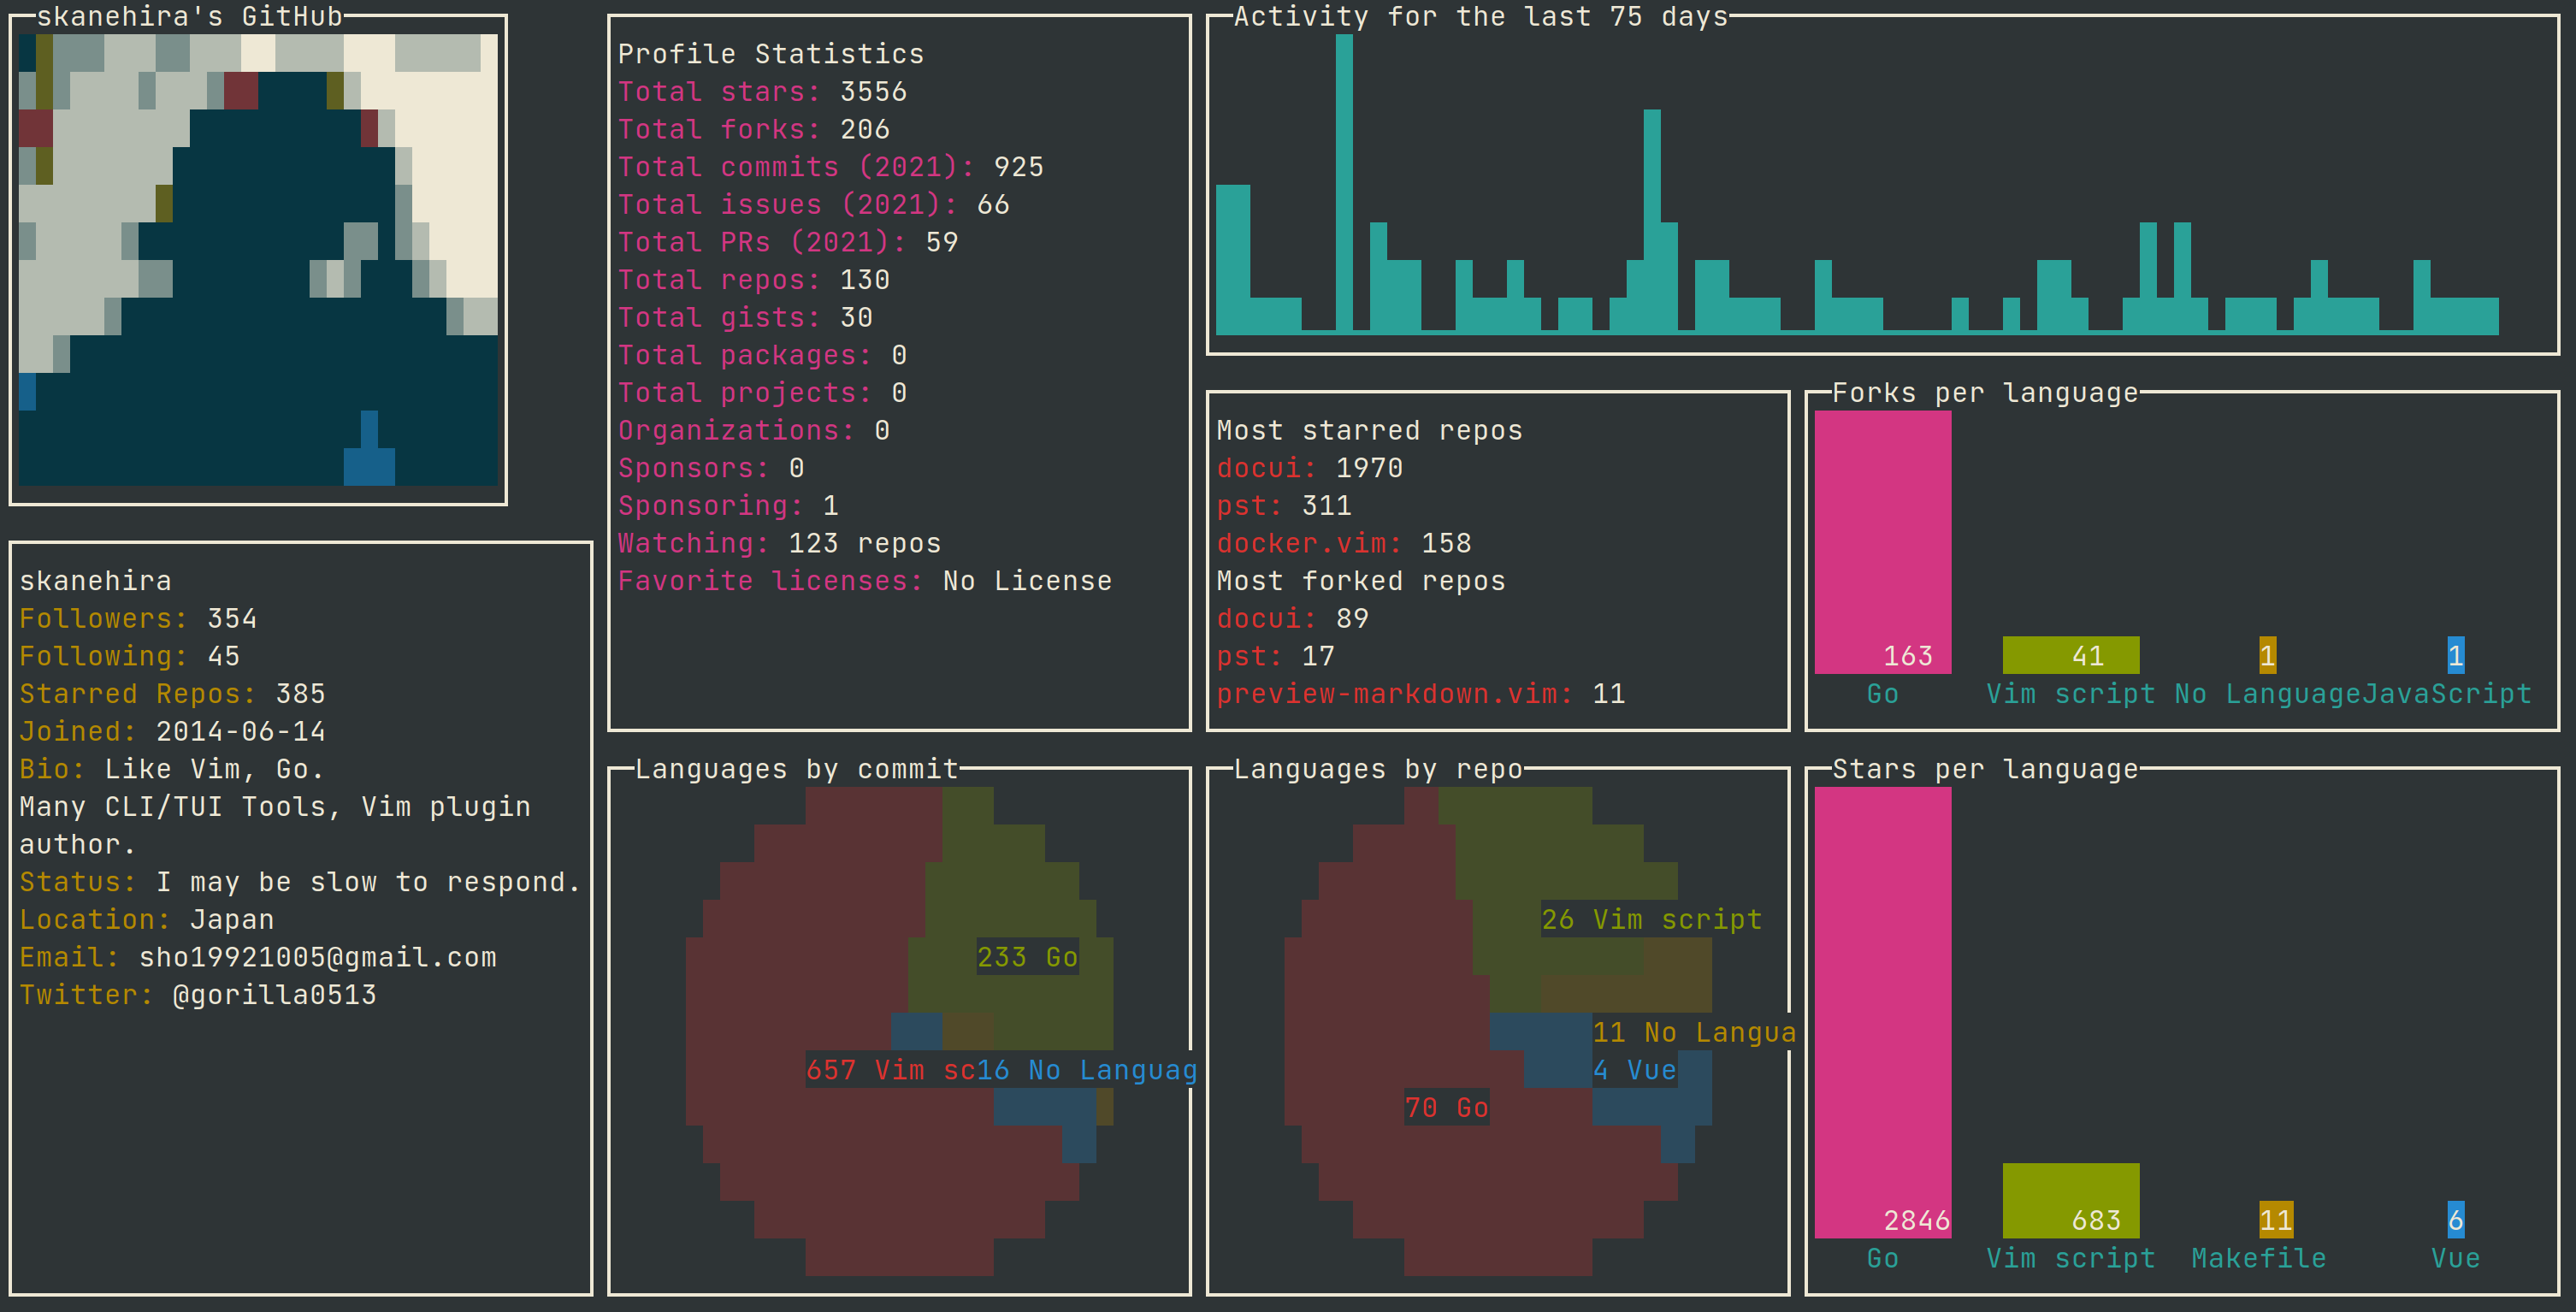 skanehira's GitHub
skanehira
Followers: 354
Following: 45
Starred Repos: 385
Joined: 2014-06-14
Bio: Like Vim, Go.
Many CLI/TUI Tools, Vim plugin
author.
Status: I may be slow to respond.
Location: Japan
Email: sho19921005@gmail.com
Twitter: @gorilla0513
Profile Statistics
Total stars: 3556
Total forks: 206
Total commits (2021): 925
Total issues (2021): 66
Total PRs (2021): 59
Total repos: 130
Total gists: 30
Total packages: 0
Total projects: 0
Organizations: 0
Sponsors: 0
Sponsoring: 1
Watching: 123 repos
Favorite licenses: No License
Activity for the last 75 days
Most starred repos
docui: 1970
pst: 311
docker.vim: 158
Most forked repos
docui: 89
pst: 17
preview-markdown.vim: 11
Forks per language
163 41 1 1
Go Vim script No LanguageJavaScript
Languages by commit
233 Go
657 Vim sc16 No Languag
Languages by repo
26 Vim script
11 No Langua
4 Vue
70 Go
Stars per language
2846 683 11 6
Go Vim script Makefile Vue